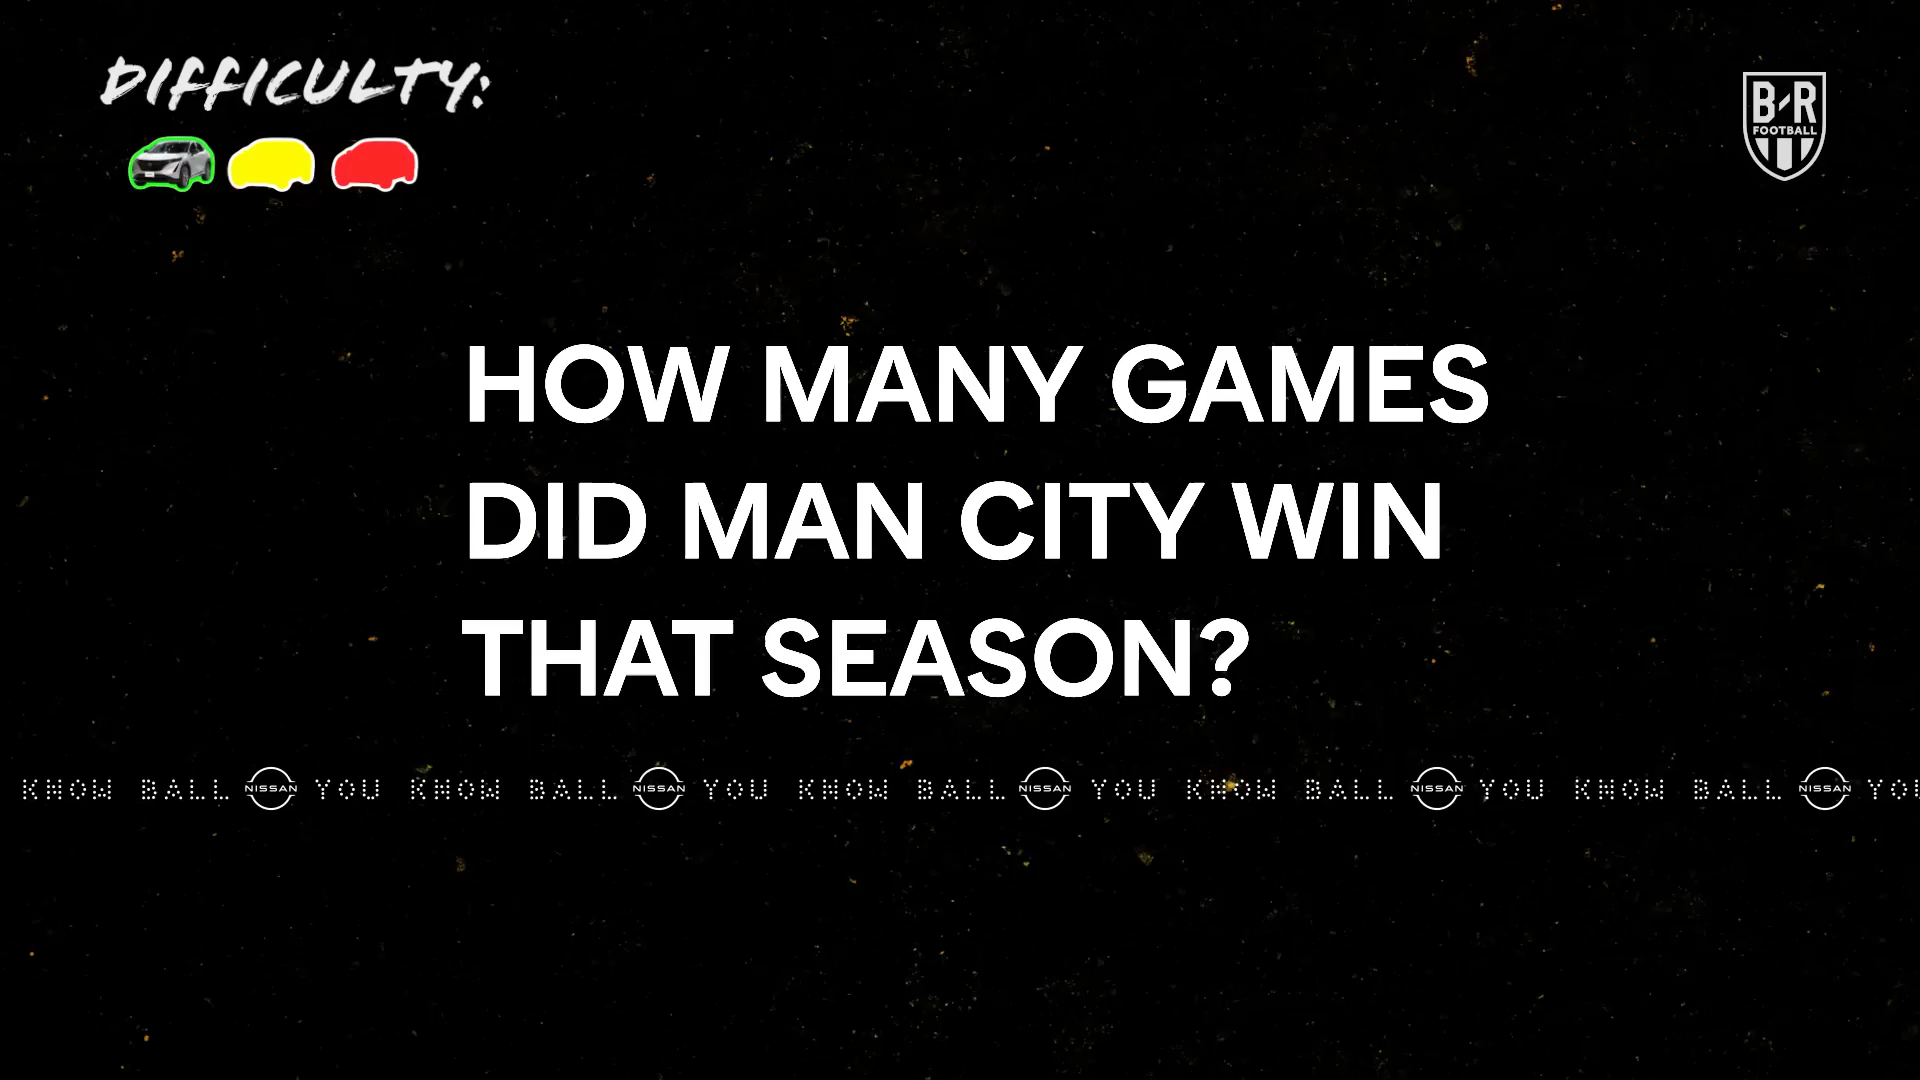 DIFFICULTY:
B/R
FOOTBALL
HOW MANY GAMES
DID MAN CITY WIN
THAT SEASON?
KNOW BALL NISSAN YOU KNOW BALL NISSAN YOU KNOW BALL NISSAN YOU KNOW BALL NISSAN YOU KNOW BALL NISSAN YOU